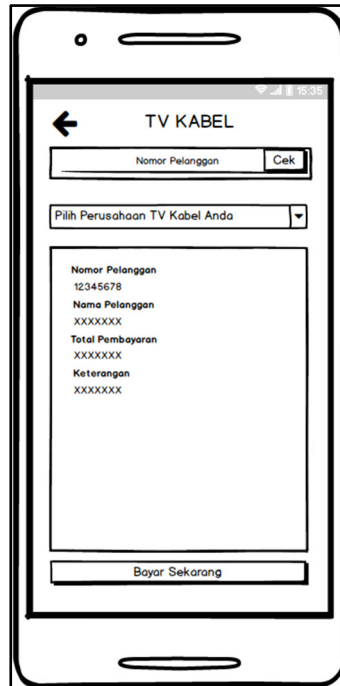 15:35
TV KABEL
Nomor Pelanggan
Cek
Pilih Perusahaan TV Kabel Anda
Nomor Pelanggan
12345678
Nama Pelanggan
XXXXXXX
Total Pembayaran
XXXXXXX
Keterangan
XXXXXXX
Bayar Sekarang